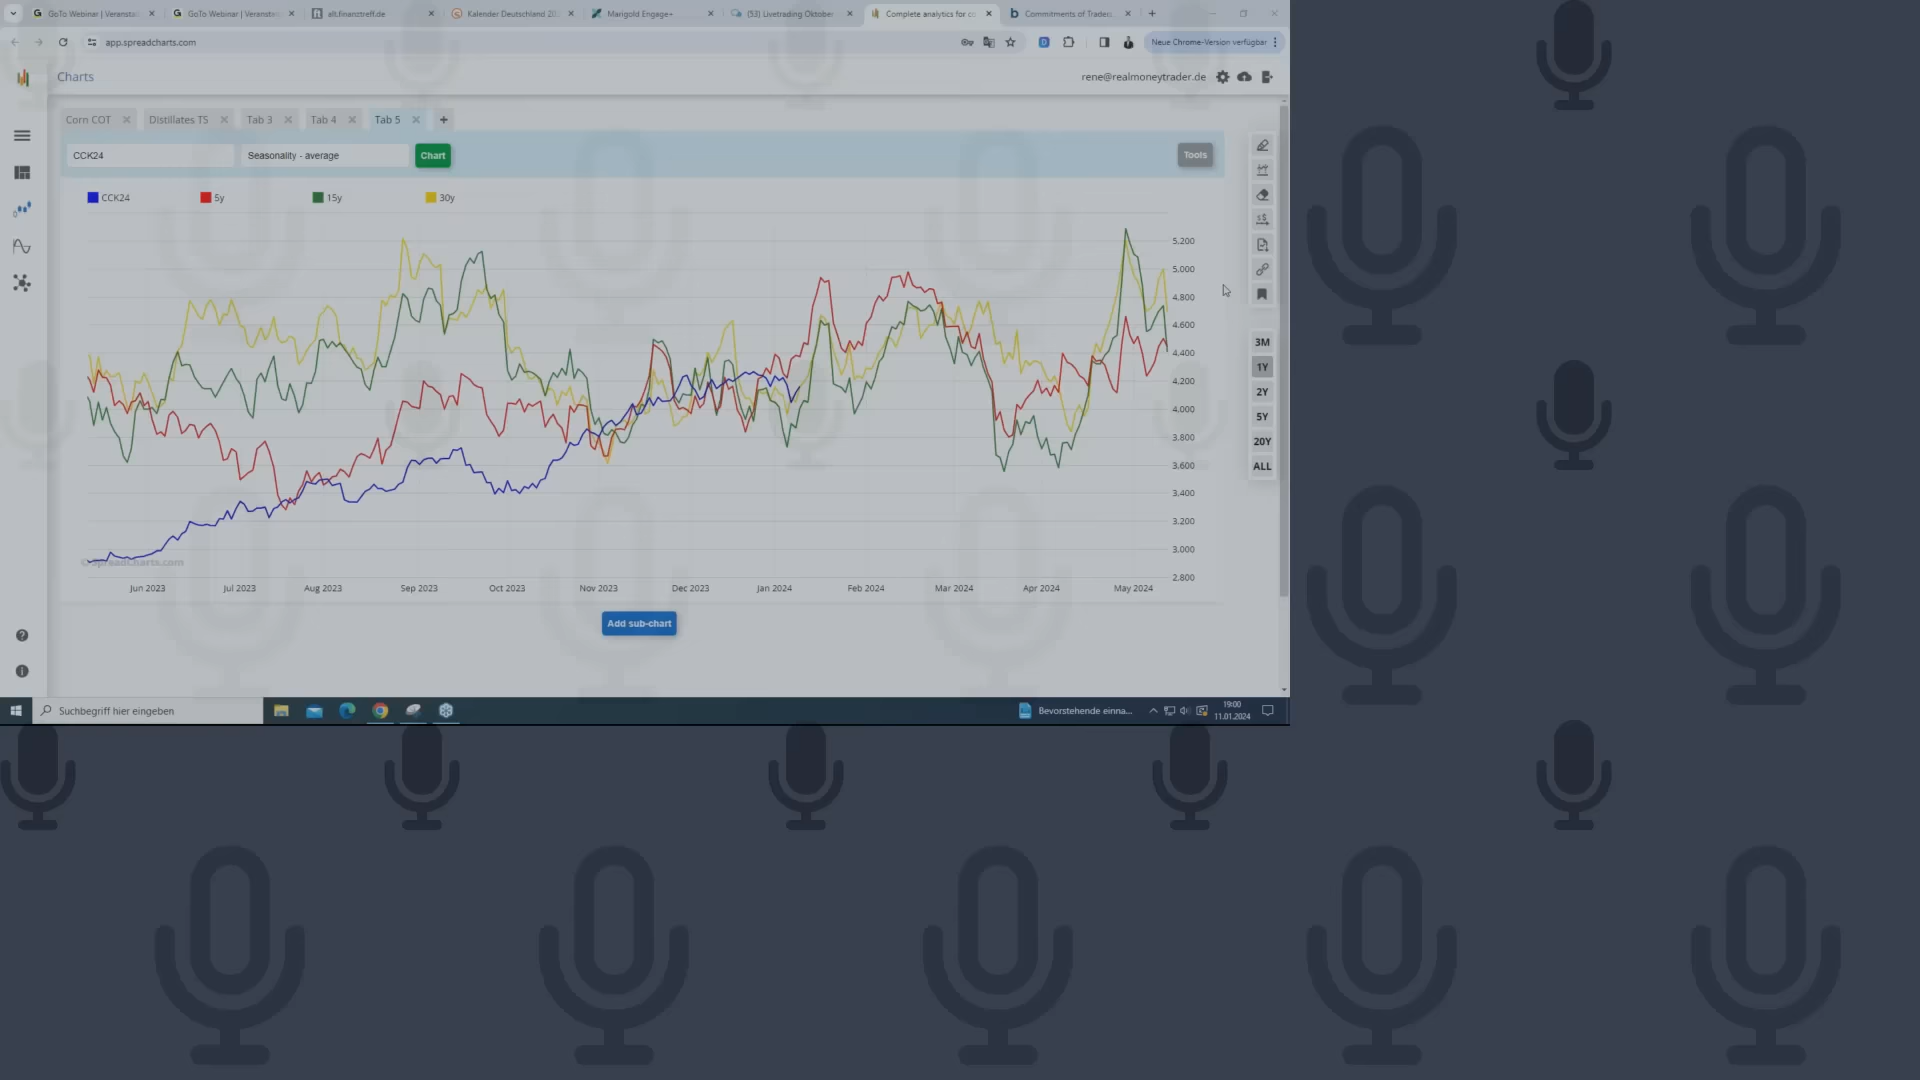 GoTo Webinar | Veranstal
GoTo Webinar | Veranstal
allt.finanztreff.de
Kalender Deutschland 20
Marigold Engage+
(53) Livetrading Oktober
Complete analytics for co
Commitments of Traders
app.spreadcharts.com
Neue Chrome-Version verfügbar
Charts
rene@realmoneytrader.de
Corn COT
Distillates TS
Tab 3
Tab 4
Tab 5
CCK24
Seasonality - average
Chart
Tools
CCK24
5y
15y
30y
5,200
5,000
4,800
4,600
4,400
4,200
4,000
3,800
3,600
3,400
3,200
3,000
2,800
3M
1Y
2Y
5Y
20Y
ALL
© SpreadCharts.com
Jun 2023
Jul 2023
Aug 2023
Sep 2023
Oct 2023
Nov 2023
Dec 2023
Jan 2024
Feb 2024
Mar 2024
Apr 2024
May 2024
Add sub-chart
Suchbegriff hier eingeben
Bevorstehende einna...
19:00
11.01.2024